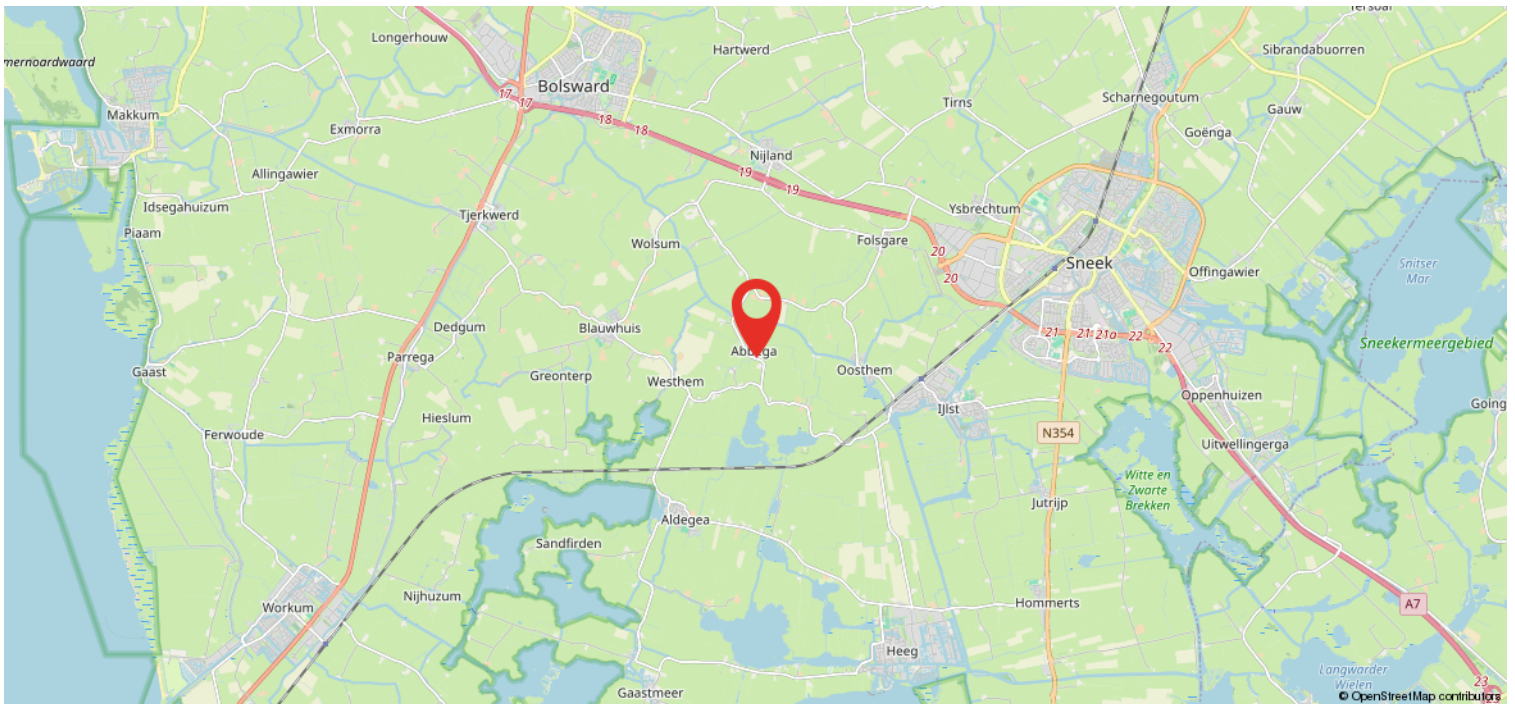 Longerhouw
Hartwerd
Sibrandabuorren
mernoardwaard
Bolsward
17
17
Scharnegoutum
Tirns
Makkum
Gauw
18
18
Exmorra
Goënga
Nijland
19
19
Allingawier
Idsegahuizum
Tjerkwerd
Ysbrechtum
Piaam
Wolsum
Folsgare
20
20
Sneek
Snitser
Mar
Offingawier
Dedgum
Blauwhuis
21
21
21a
22
22
Sneekermeergebied
Parrega
Gaast
Greonterp
Westhem
Oosthem
Oppenhuizen
IJlst
Going
Hieslum
Ferwoude
N354
Uitwellingerga
Witte en
Zwarte
Brekken
Jutrijp
Aldegea
Sandfirden
Workum
Nijhuzum
Hommerts
A7
Heeg
Langwarder
Wielen
Gaastmeer
23
© OpenStreetMap contributors